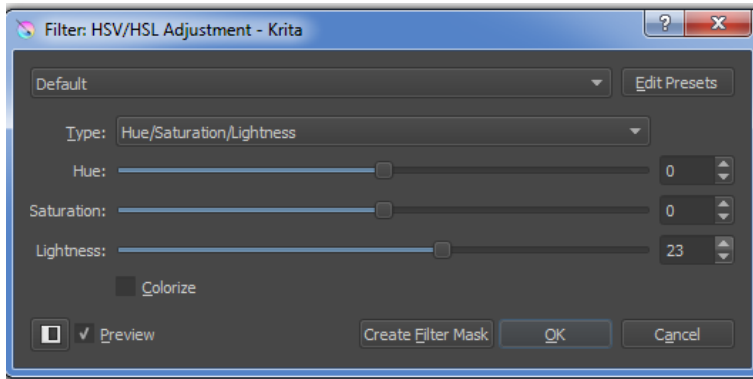 Filter: HSV/HSL Adjustment - Krita
?
X
Default
Edit Presets
Type: Hue/Saturation/Lightness
Hue: 0
Saturation: 0
Lightness: 23
Colorize
Preview
Create Filter Mask
OK
Cancel